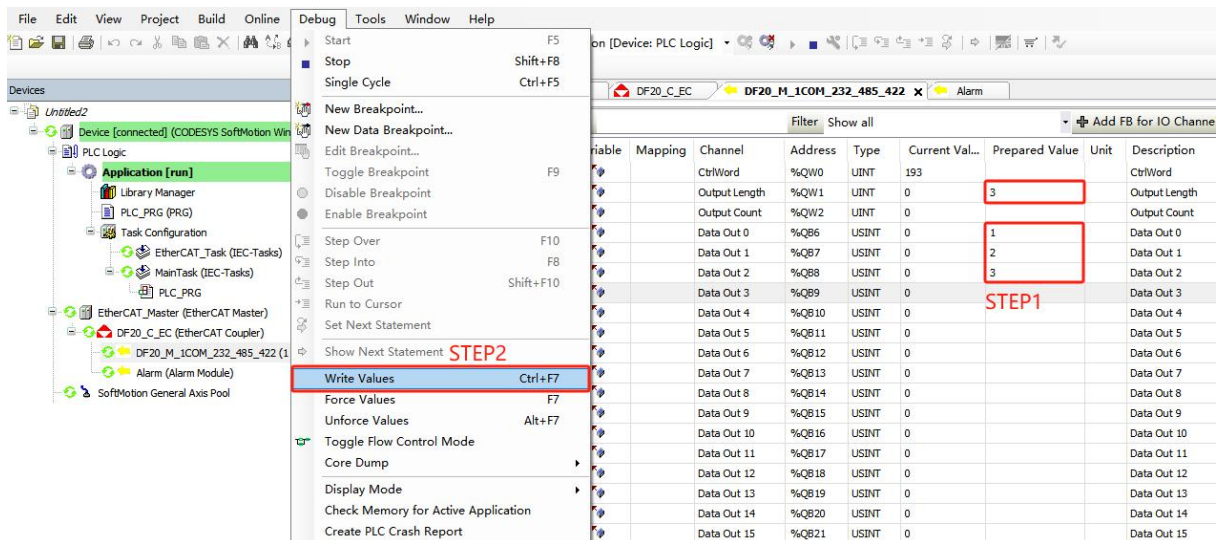 File Edit View Project Build Online Debug Tools Window Help
on [Device: PLC Logic]
Devices
Untitled2
Device [connected] (CODESYS SoftMotion Win
PLC Logic
Application [run]
Library Manager
PLC_PRG (PRG)
Task Configuration
EtherCAT_Task (IEC-Tasks)
MainTask (IEC-Tasks)
PLC_PRG
EtherCAT_Master (EtherCAT Master)
DF20_C_EC (EtherCAT Coupler)
DF20_M_1COM_232_485_422 (1
Alarm (Alarm Module)
SoftMotion General Axis Pool
Start F5
Stop Shift+F8
Single Cycle Ctrl+F5
New Breakpoint...
New Data Breakpoint...
Edit Breakpoint...
Toggle Breakpoint F9
Disable Breakpoint
Enable Breakpoint
Step Over F10
Step Into F8
Step Out Shift+F10
Run to Cursor
Set Next Statement
Show Next Statement
STEP2
Write Values Ctrl+F7
Force Values F7
Unforce Values Alt+F7
Toggle Flow Control Mode
Core Dump
Display Mode
Check Memory for Active Application
Create PLC Crash Report
DF20_C_EC DF20_M_1COM_232_485_422 Alarm
Filter Show all Add FB for IO Channe
riable Mapping Channel Address Type Current Val... Prepared Value Unit Description
CtrlWord %QW0 UINT 193 CtrlWord
Output Length %QW1 UINT 0 3 Output Length
Output Count %QW2 UINT 0 Output Count
Data Out 0 %QB6 USINT 0 1 Data Out 0
Data Out 1 %QB7 USINT 0 2 Data Out 1
Data Out 2 %QB8 USINT 0 3 Data Out 2
Data Out 3 %QB9 USINT 0 Data Out 3
STEP1
Data Out 4 %QB10 USINT 0 Data Out 4
Data Out 5 %QB11 USINT 0 Data Out 5
Data Out 6 %QB12 USINT 0 Data Out 6
Data Out 7 %QB13 USINT 0 Data Out 7
Data Out 8 %QB14 USINT 0 Data Out 8
Data Out 9 %QB15 USINT 0 Data Out 9
Data Out 10 %QB16 USINT 0 Data Out 10
Data Out 11 %QB17 USINT 0 Data Out 11
Data Out 12 %QB18 USINT 0 Data Out 12
Data Out 13 %QB19 USINT 0 Data Out 13
Data Out 14 %QB20 USINT 0 Data Out 14
Data Out 15 %QB21 USINT 0 Data Out 15